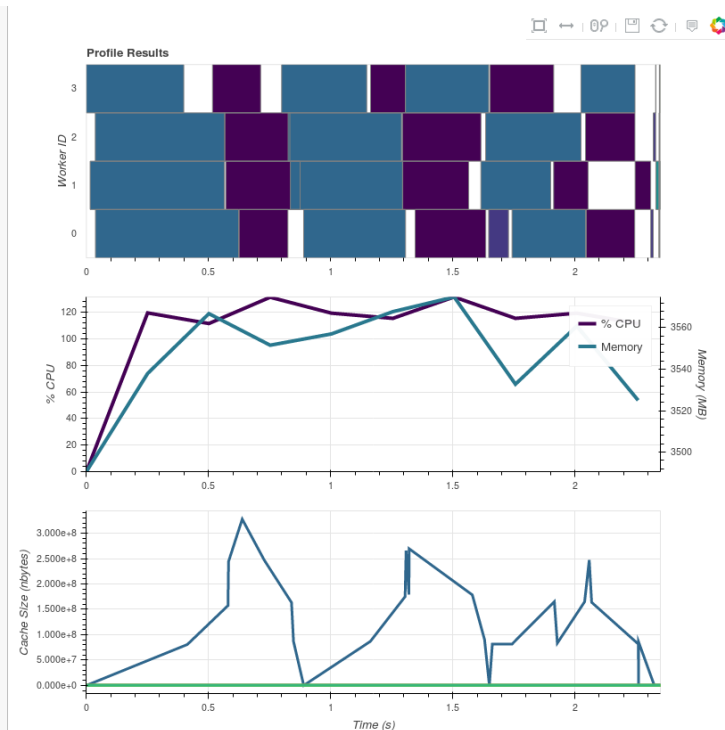 Profile Results
Worker ID
3
2
1
0
0 0.5 1 1.5 2
% CPU
120
100
80
60
40
20
0
% CPU
Memory
3560
3540
3520
3500
Memory (MB)
0 0.5 1 1.5 2
Cache Size (nbytes)
3.000e+8
2.500e+8
2.000e+8
1.500e+8
1.000e+8
5.000e+7
0.000e+0
0 0.5 1 1.5 2
Time (s)